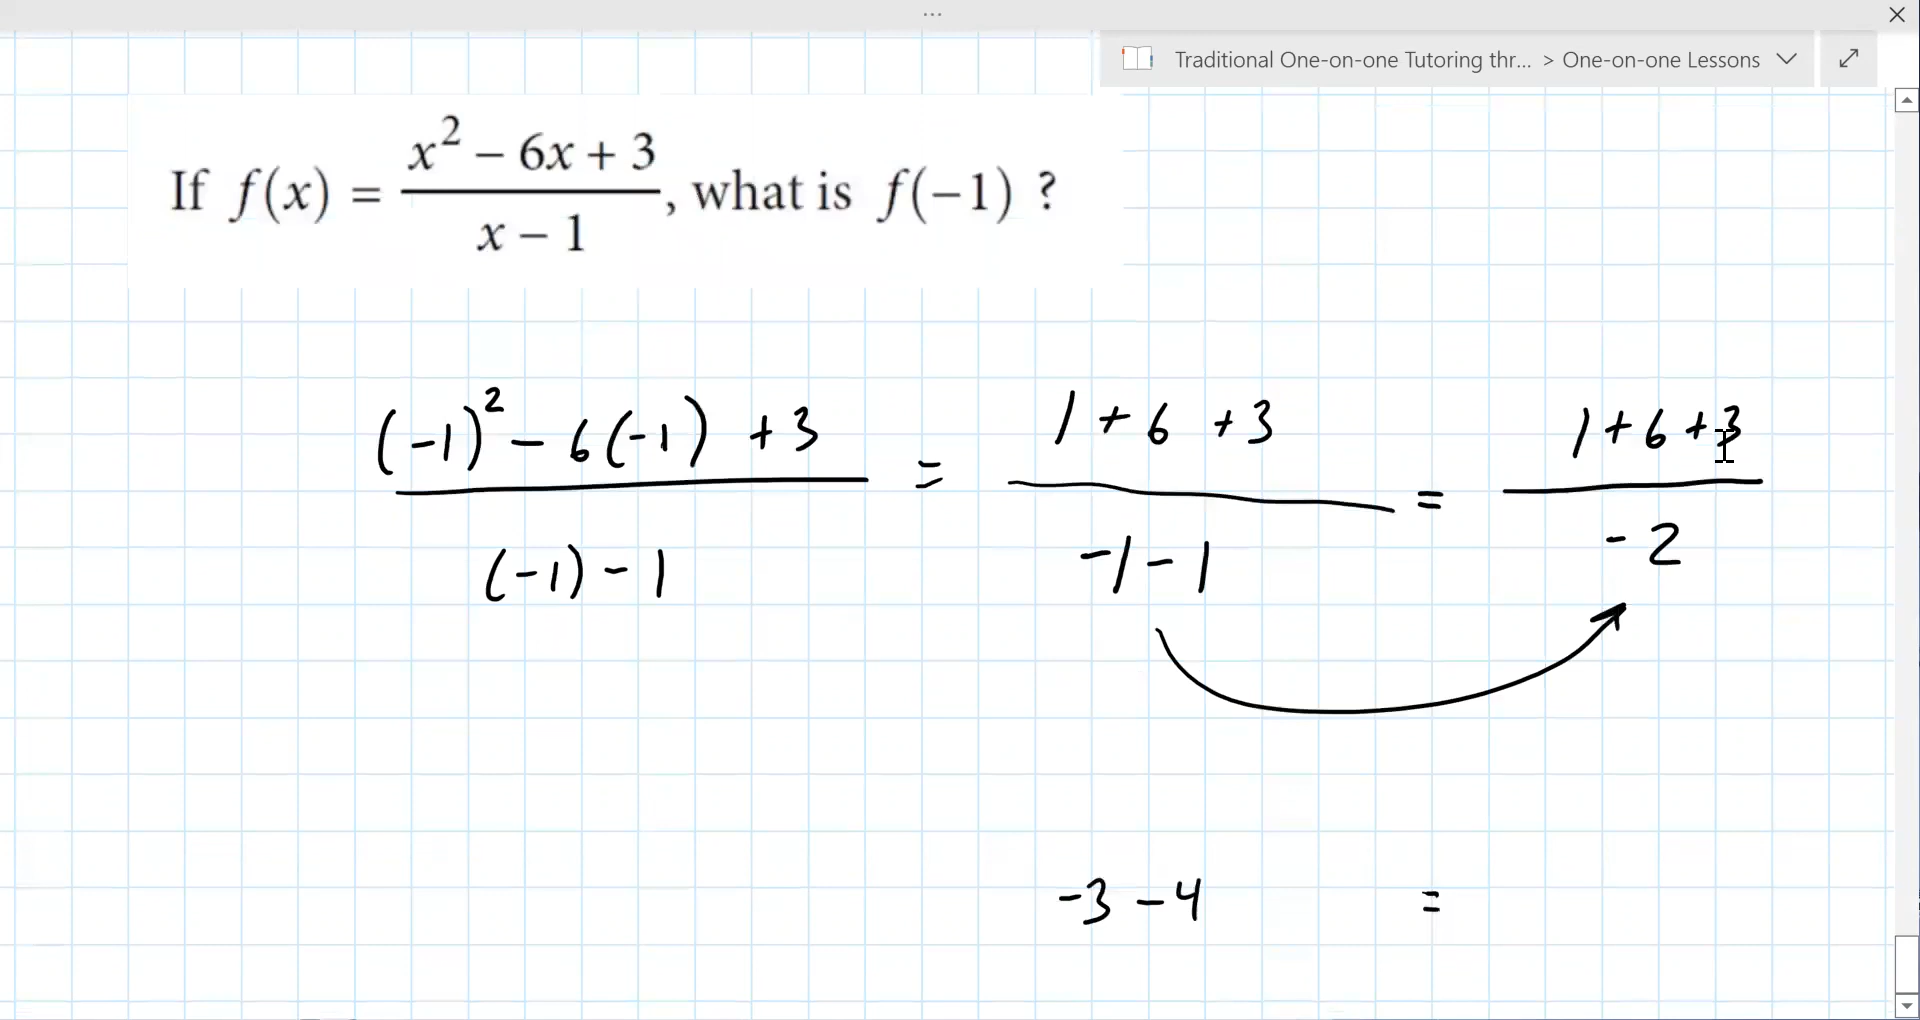 Traditional One-on-one Tutoring thr... > One-on-one Lessons
If f(x) = (x² − 6x + 3)/(x − 1), what is f(−1) ?
((-1)² - 6(-1) + 3)/((-1) - 1) = (1 + 6 + 3)/(-1 - 1) = (1 + 6 + 3)/(-2)
-3 - 4 =